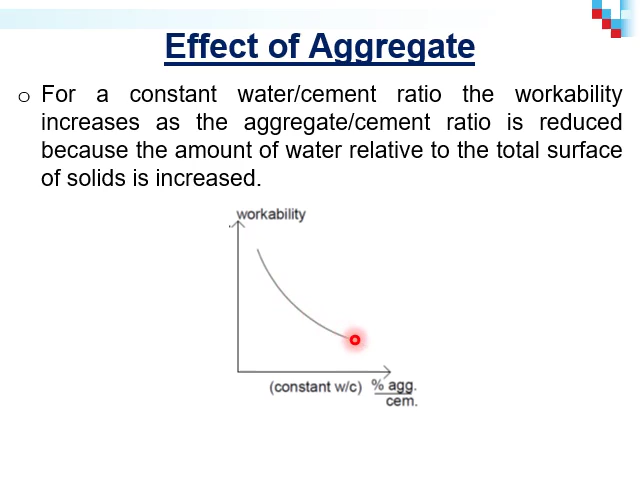 Effect of Aggregate
o For a constant water/cement ratio the workability
increases as the aggregate/cement ratio is reduced
because the amount of water relative to the total surface
of solids is increased.
workability
(constant w/c) % agg.
cem.